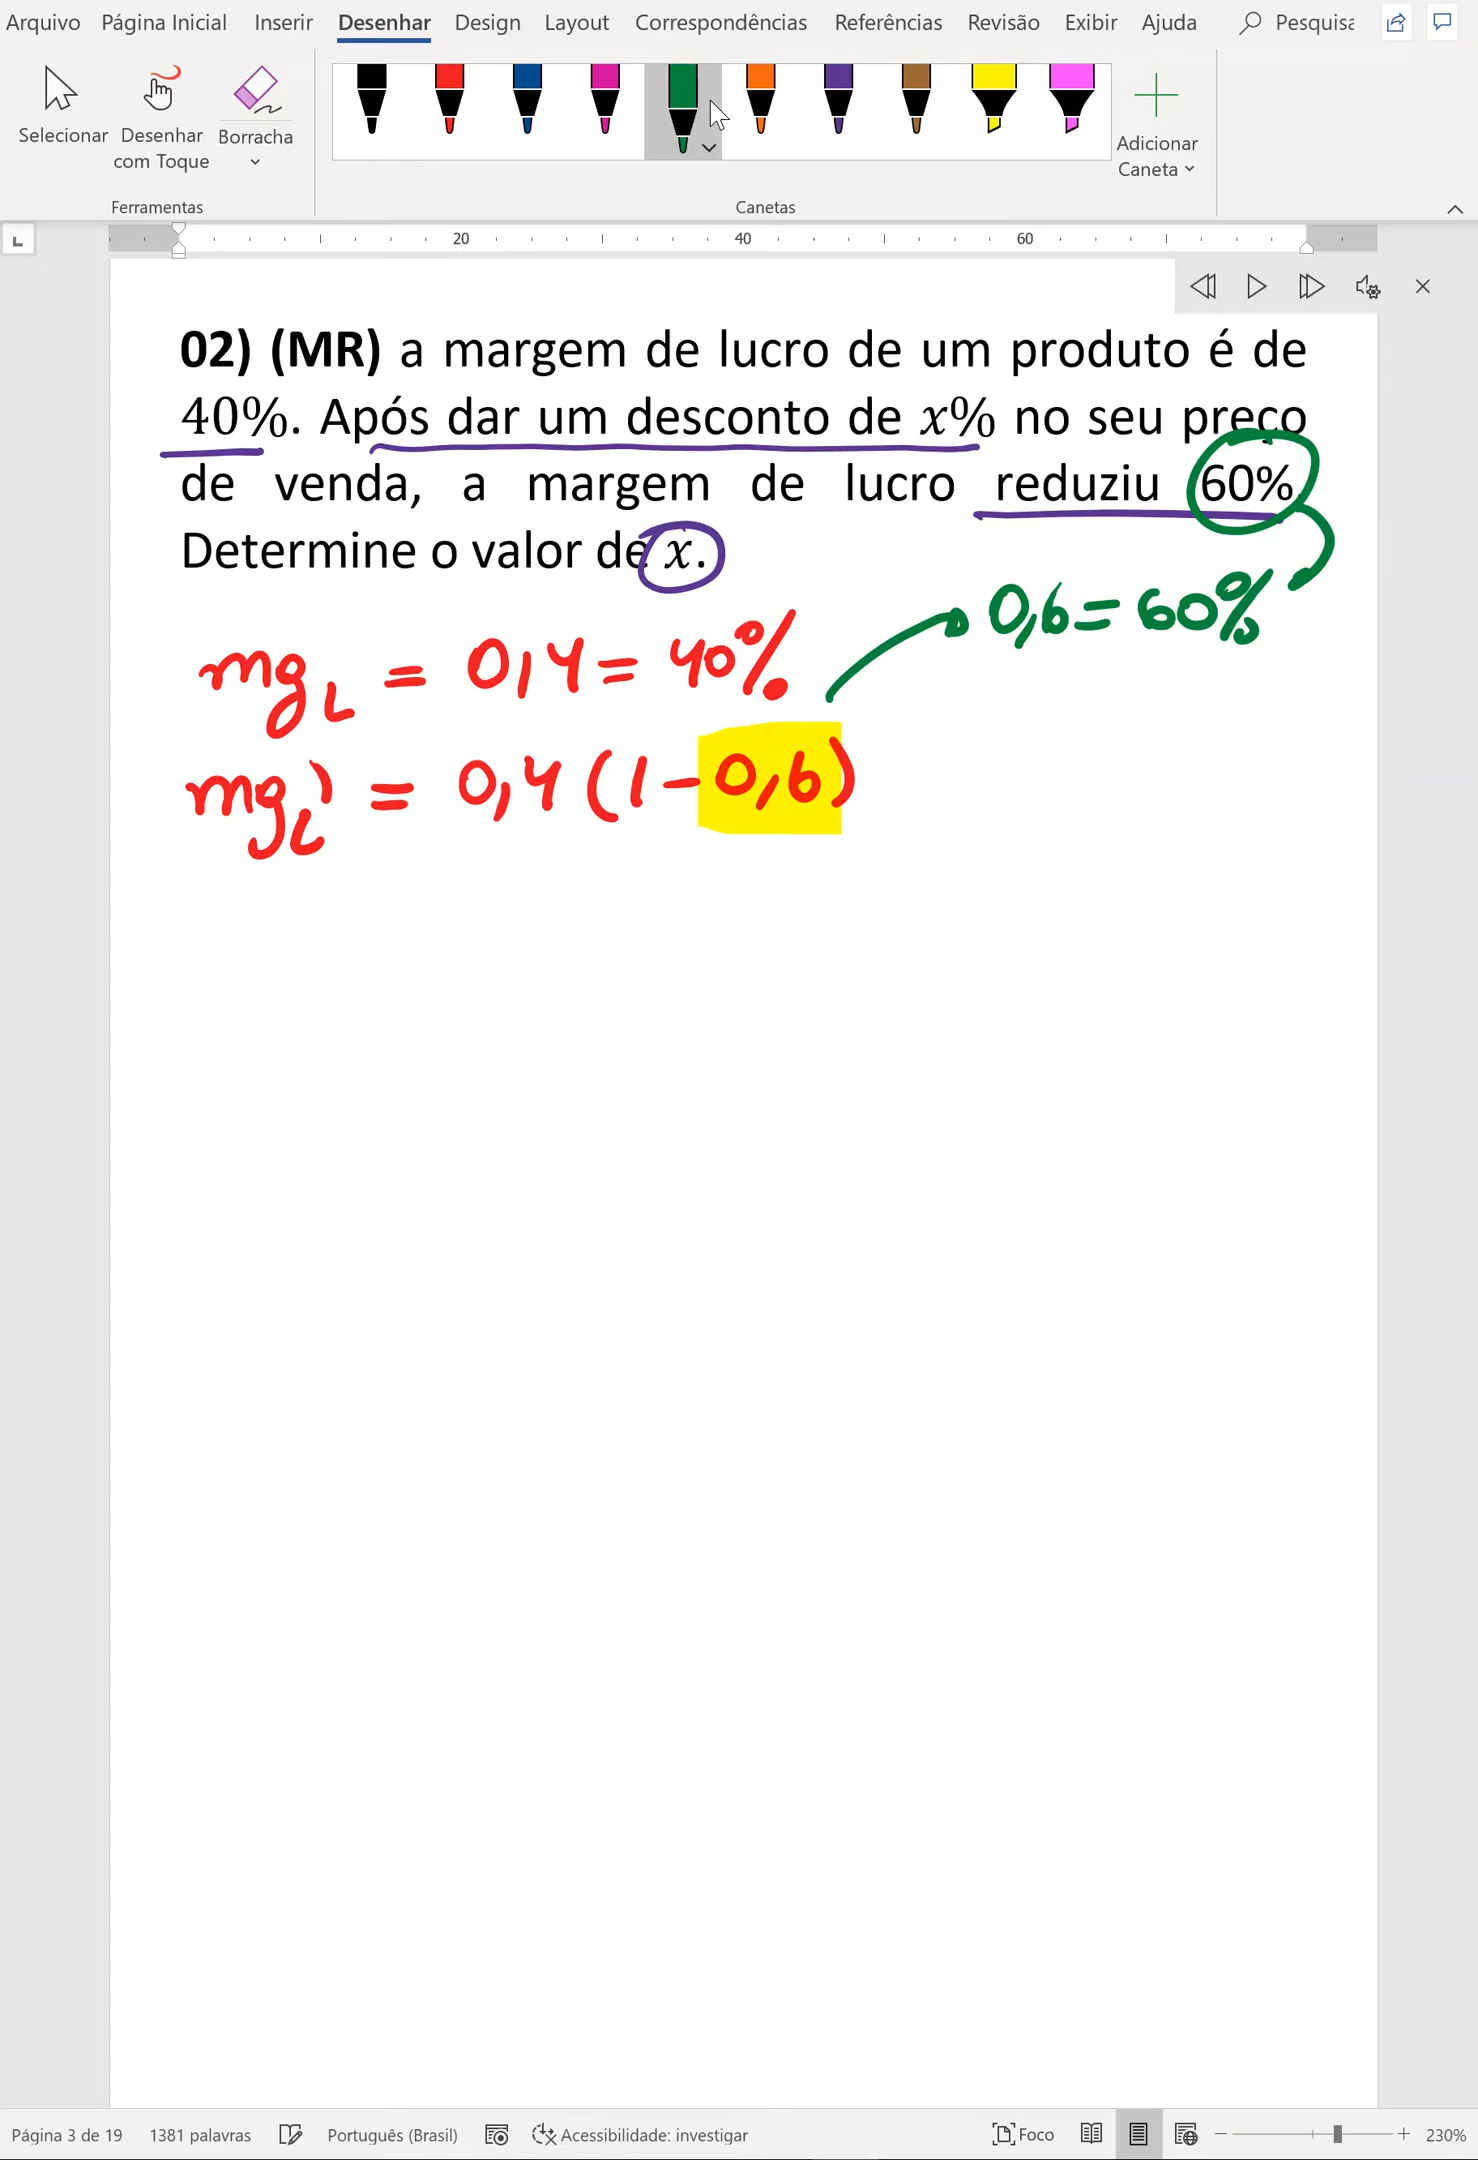 Arquivo Página Inicial Inserir Desenhar Design Layout Correspondências Referências Revisão Exibir Ajuda
Selecionar
Desenhar
com Toque
Borracha
Adicionar
Caneta
Ferramentas
Canetas
20 40 60
02) (MR) a margem de lucro de um produto é de
40%. Após dar um desconto de x% no seu preço
de venda, a margem de lucro reduziu 60%
Determine o valor de x.
0,6 = 60%
mg L = 0,4 = 40%
mg L' = 0,4 (1 - 0,6)
Página 3 de 19 1381 palavras Português (Brasil) Acessibilidade: investigar Foco 230%